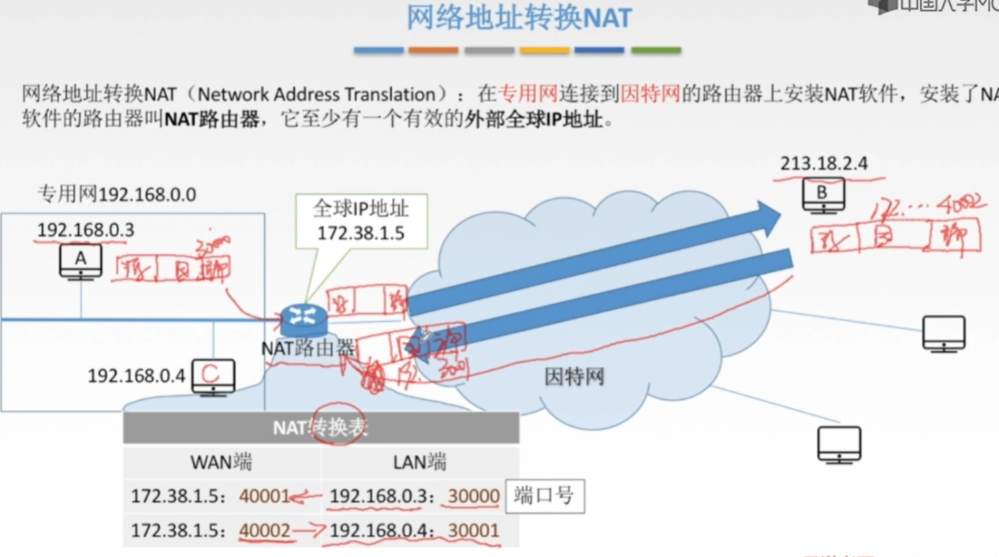 网络地址转换NAT
网络地址转换NAT（Network Address Translation）：在专用网连接到因特网的路由器上安装NAT软件，安装了NA
软件的路由器叫NAT路由器，它至少有一个有效的外部全球IP地址。
213.18.2.4
B
专用网192.168.0.0
全球IP地址
172.38.1.5
192.168.0.3
A
30000
172.... 40002
NAT路由器
192.168.0.4
C
因特网
NAT转换表
WAN端
LAN端
172.38.1.5：40001
192.168.0.3：30000
端口号
172.38.1.5：40002
192.168.0.4：30001